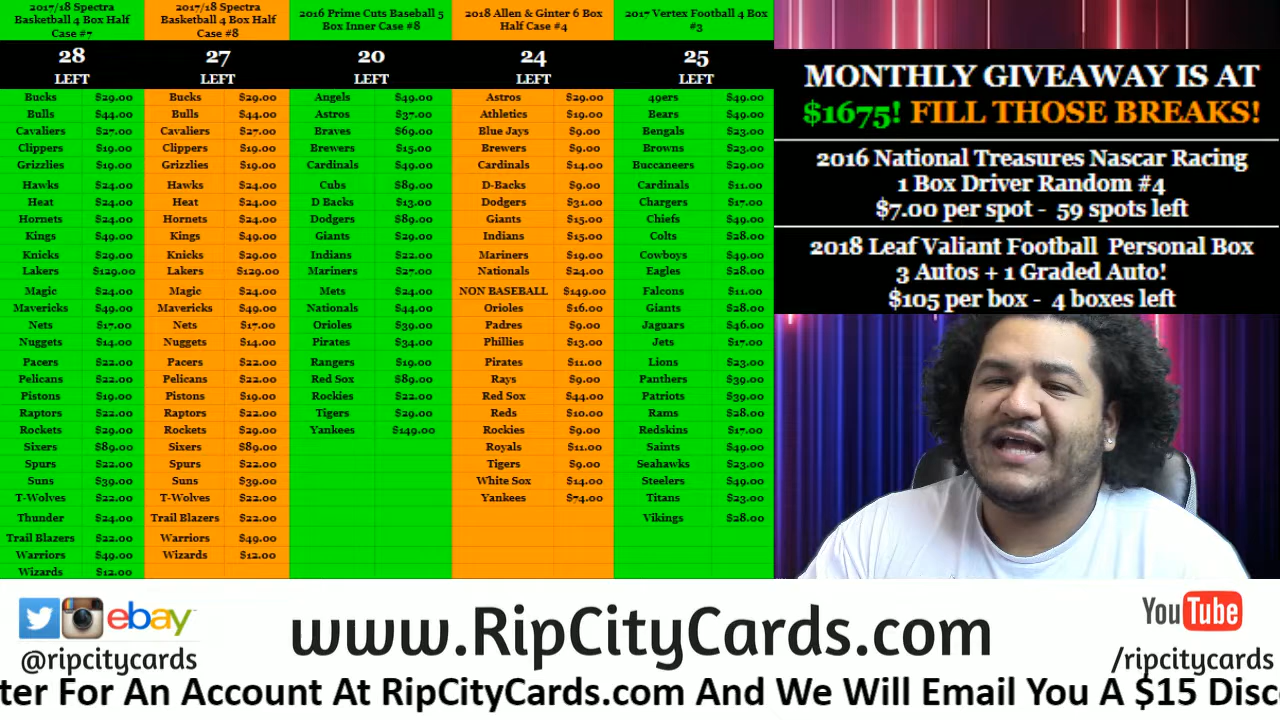 2017/18 Spectra
Basketball 4 Box Half
Case #7
28
LEFT
Bucks $29.00
Bulls $44.00
Cavaliers $27.00
Clippers $19.00
Grizzlies $19.00
Hawks $24.00
Heat $24.00
Hornets $24.00
Kings $49.00
Knicks $29.00
Lakers $129.00
Magic $24.00
Mavericks $49.00
Nets $17.00
Nuggets $14.00
Pacers $22.00
Pelicans $22.00
Pistons $19.00
Raptors $22.00
Rockets $29.00
Sixers $89.00
Spurs $22.00
Suns $39.00
T-Wolves $22.00
Thunder $24.00
Trail Blazers $22.00
Warriors $49.00
Wizards $12.00
2017/18 Spectra
Basketball 4 Box Half
Case #8
27
LEFT
Bucks $29.00
Bulls $44.00
Cavaliers $27.00
Clippers $19.00
Grizzlies $19.00
Hawks $24.00
Heat $24.00
Hornets $24.00
Kings $49.00
Knicks $29.00
Lakers $129.00
Magic $24.00
Mavericks $49.00
Nets $17.00
Nuggets $14.00
Pacers $22.00
Pelicans $22.00
Pistons $19.00
Raptors $22.00
Rockets $29.00
Sixers $89.00
Spurs $22.00
Suns $39.00
T-Wolves $22.00
Trail Blazers $22.00
Warriors $49.00
Wizards $12.00
2016 Prime Cuts Baseball 5
Box Inner Case #8
20
LEFT
Angels $49.00
Astros $37.00
Braves $69.00
Brewers $15.00
Cardinals $49.00
Cubs $89.00
D Backs $13.00
Dodgers $89.00
Giants $29.00
Indians $22.00
Mariners $27.00
Mets $24.00
Nationals $44.00
Orioles $39.00
Pirates $34.00
Rangers $19.00
Red Sox $89.00
Rockies $22.00
Tigers $29.00
Yankees $149.00
2018 Allen & Ginter 6 Box
Half Case #4
24
LEFT
Astros $29.00
Athletics $19.00
Blue Jays $9.00
Brewers $9.00
Cardinals $14.00
D-Backs $9.00
Dodgers $31.00
Giants $15.00
Indians $15.00
Mariners $19.00
Nationals $24.00
NON BASEBALL $149.00
Orioles $16.00
Padres $9.00
Phillies $13.00
Pirates $11.00
Rays $9.00
Red Sox $44.00
Reds $10.00
Rockies $9.00
Royals $11.00
Tigers $9.00
White Sox $14.00
Yankees $74.00
2017 Vertex Football 4 Box
#3
25
LEFT
49ers $49.00
Bears $49.00
Bengals $23.00
Browns $23.00
Buccaneers $29.00
Cardinals $11.00
Chargers $17.00
Chiefs $49.00
Colts $28.00
Cowboys $49.00
Eagles $28.00
Falcons $11.00
Giants $28.00
Jaguars $46.00
Jets $17.00
Lions $23.00
Panthers $39.00
Patriots $39.00
Rams $28.00
Redskins $17.00
Saints $49.00
Seahawks $23.00
Steelers $49.00
Titans $23.00
Vikings $28.00
MONTHLY GIVEAWAY IS AT
$1675! FILL THOSE BREAKS!
2016 National Treasures Nascar Racing
1 Box Driver Random #4
$7.00 per spot - 59 spots left
2018 Leaf Valiant Football Personal Box
3 Autos + 1 Graded Auto!
$105 per box - 4 boxes left
ebay
@ripcitycards
www.RipCityCards.com
YouTube
/ripcitycards
ter For An Account At RipCityCards.com And We Will Email You A $15 Disc